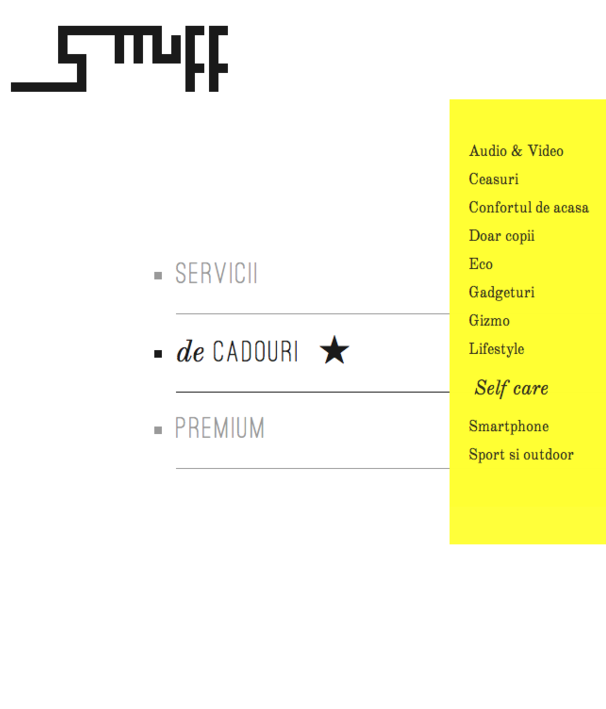 Stuff
Audio & Video
Ceasuri
Confortul de acasa
Doar copii
Eco
Gadgeturi
Gizmo
Lifestyle
Self care
Smartphone
Sport si outdoor
SERVICII
de CADOURI
PREMIUM